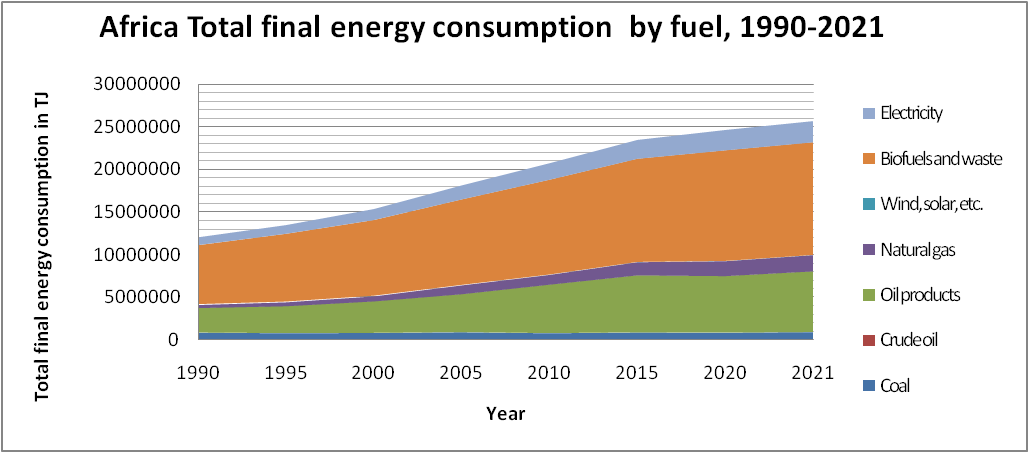 Africa Total final energy consumption  by fuel, 1990-2021
Total final energy consumption in TJ
30000000
25000000
20000000
15000000
10000000
5000000
0
1990 1995 2000 2005 2010 2015 2020 2021
Year
Electricity
Biofuels and waste
Wind, solar, etc.
Natural gas
Oil products
Crude oil
Coal